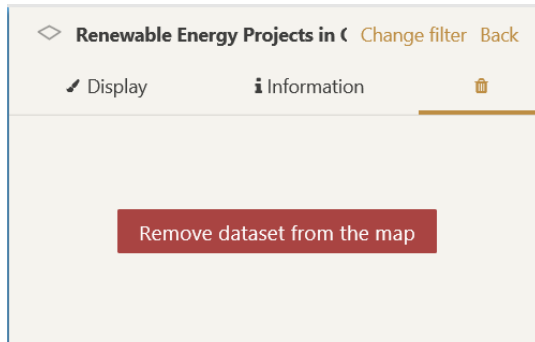 Renewable Energy Projects in Change filter Back
Display Information
Remove dataset from the map